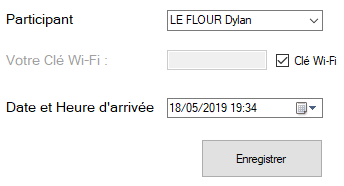 Participant LE FLOUR Dylan
Votre Clé Wi-Fi : Clé Wi-Fi
Date et Heure d'arrivée 18/05/2019 19:34
Enregistrer